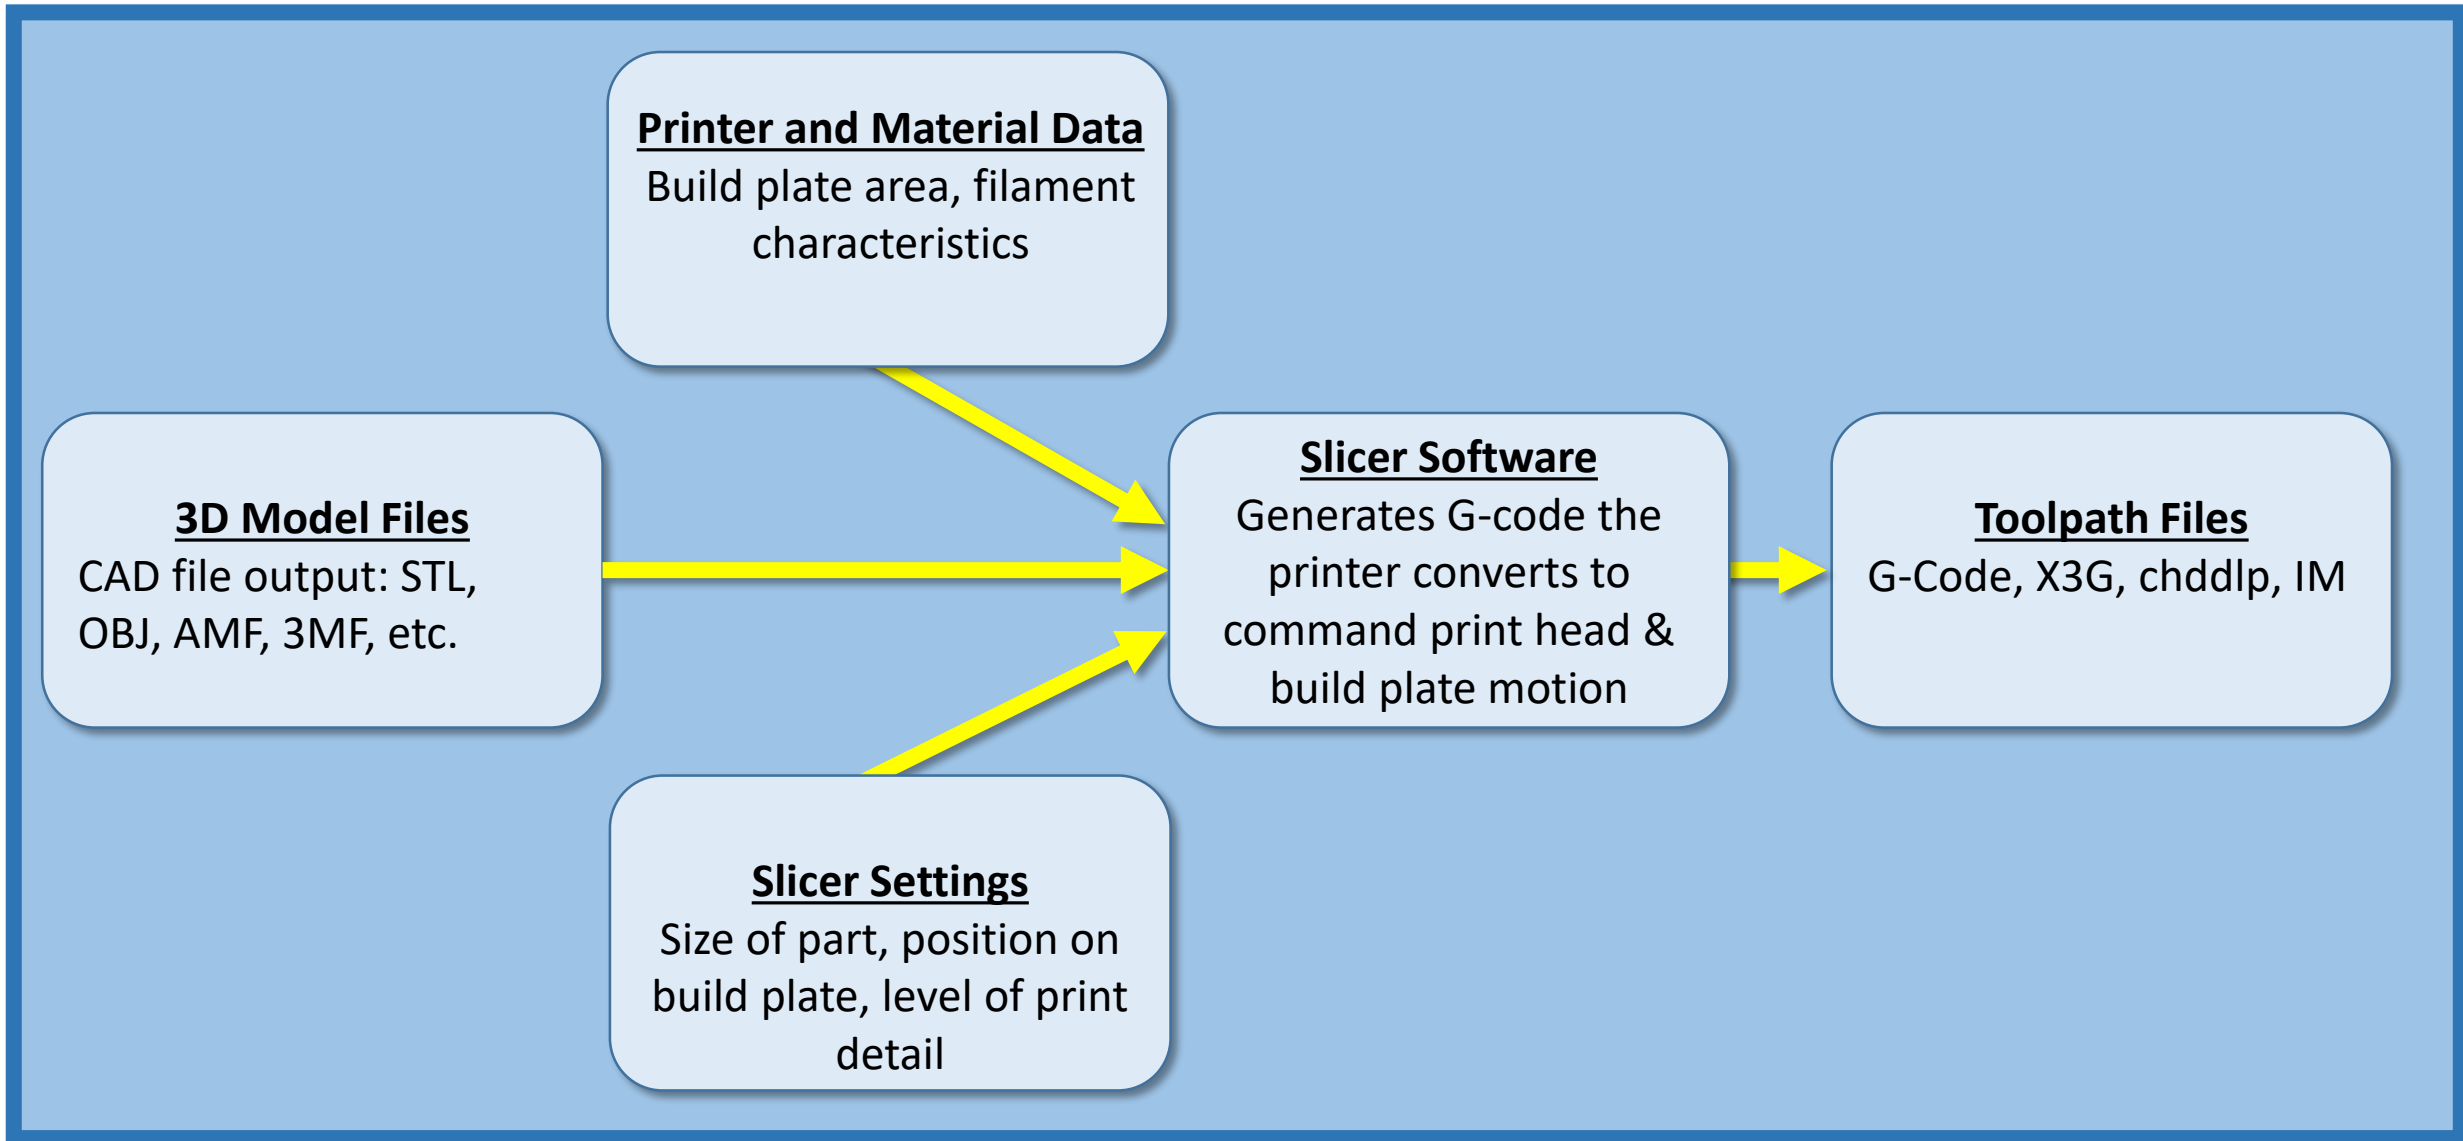 Printer and Material Data
Build plate area, filament
characteristics
3D Model Files
CAD file output: STL,
OBJ, AMF, 3MF, etc.
Slicer Software
Generates G-code the
printer converts to
command print head &
build plate motion
Toolpath Files
G-Code, X3G, chddlp, IM
Slicer Settings
Size of part, position on
build plate, level of print
detail